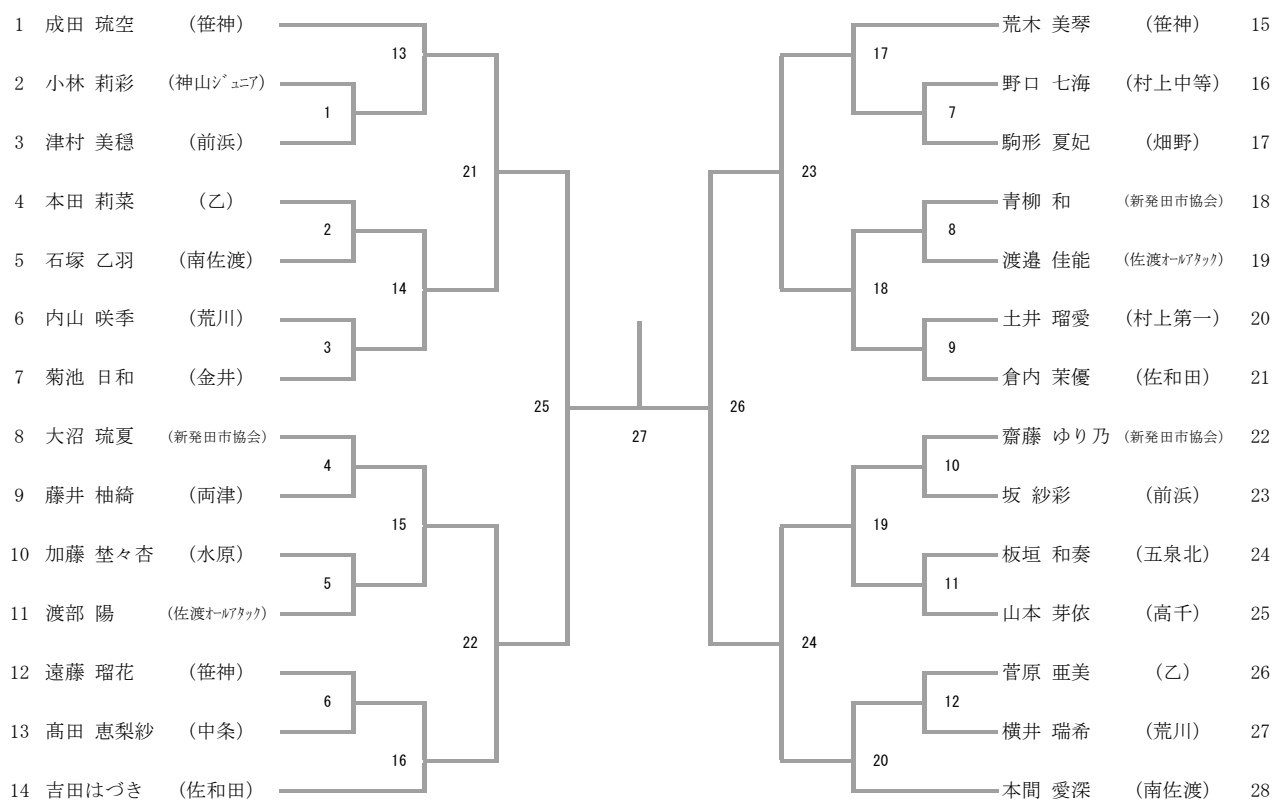 1 成田 琉空 (笹神)
2 小林 莉彩 (神山ｼﾞｭﾆｱ)
3 津村 美穏 (前浜)
4 本田 莉菜 (乙)
5 石塚 乙羽 (南佐渡)
6 内山 咲季 (荒川)
7 菊池 日和 (金井)
8 大沼 琉夏 (新発田市協会)
9 藤井 柚綺 (両津)
10 加藤 埜々杏 (水原)
11 渡部 陽 (佐渡ｵｰﾙｱﾀｯｸ)
12 遠藤 瑠花 (笹神)
13 髙田 恵梨紗 (中条)
14 吉田はづき (佐和田)
13
1
2
14
3
21
4
15
5
6
16
22
25
27
26
17
7
23
8
18
9
10
19
11
24
12
20
荒木 美琴 (笹神) 15
野口 七海 (村上中等) 16
駒形 夏妃 (畑野) 17
青柳 和 (新発田市協会) 18
渡邉 佳能 (佐渡ｵｰﾙｱﾀｯｸ) 19
土井 瑠愛 (村上第一) 20
倉内 茉優 (佐和田) 21
齋藤 ゆり乃 (新発田市協会) 22
坂 紗彩 (前浜) 23
板垣 和奏 (五泉北) 24
山本 芽依 (高千) 25
菅原 亜美 (乙) 26
横井 瑞希 (荒川) 27
本間 愛深 (南佐渡) 28